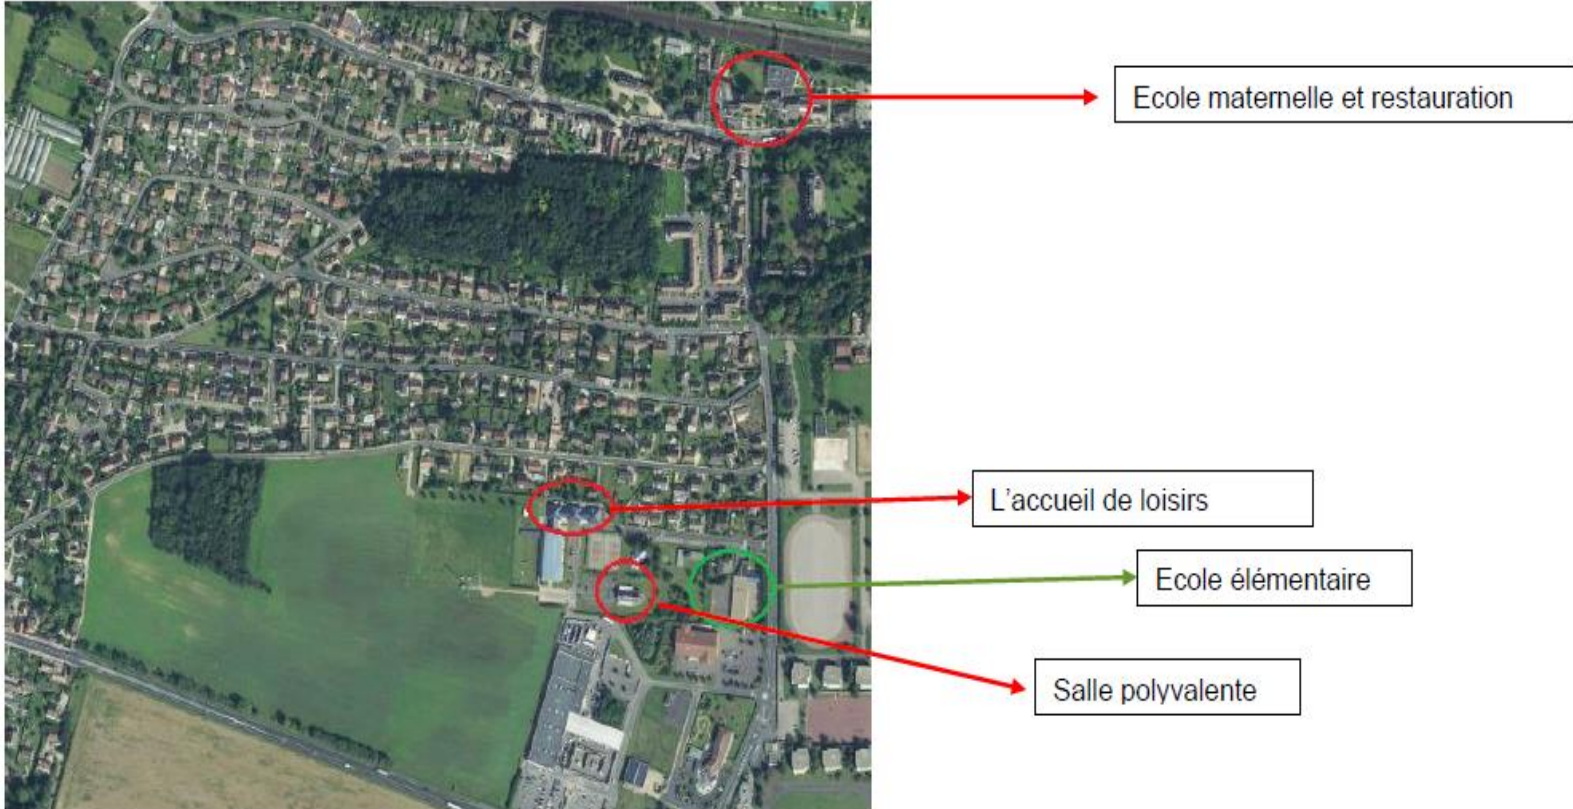 Ecole maternelle et restauration
L'accueil de loisirs
Ecole élémentaire
Salle polyvalente